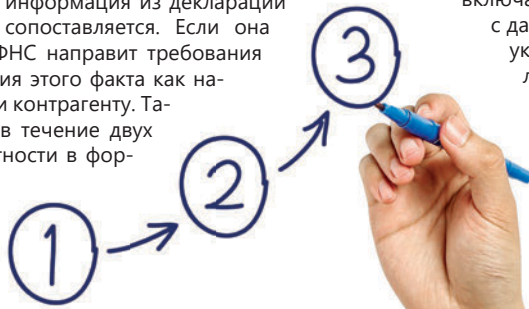 информация из деклараций
сопоставляется. Если она
ФНС направит требования
ия этого факта как на-
и контрагенту. Та-
в течение двух
тности в фор-
включа
с да
ук
л
3
2
1